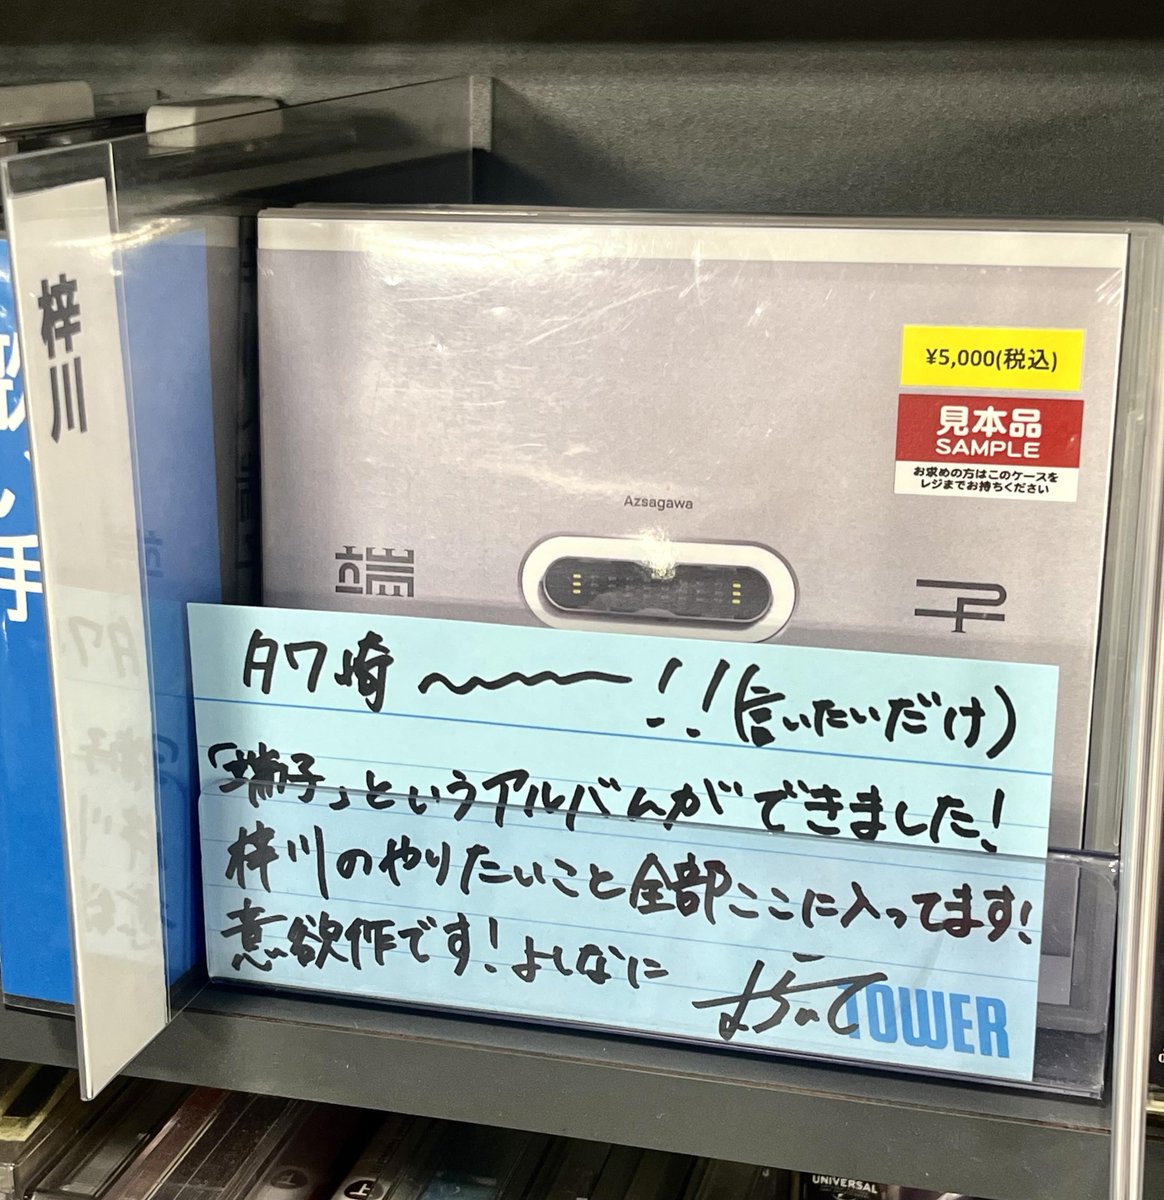 梓川
手
¥5,000(税込)
見本品
SAMPLE
お求めの方はこのケースを
レジまでお持ちください
Azsagawa
端子
タワ崎〜!!(言いたいだけ)
「端子」というアルバムができました!
梓川のやりたいこと全部ここに入ってます!
意欲作です!よしなに
TOWER
UNIVERSAL